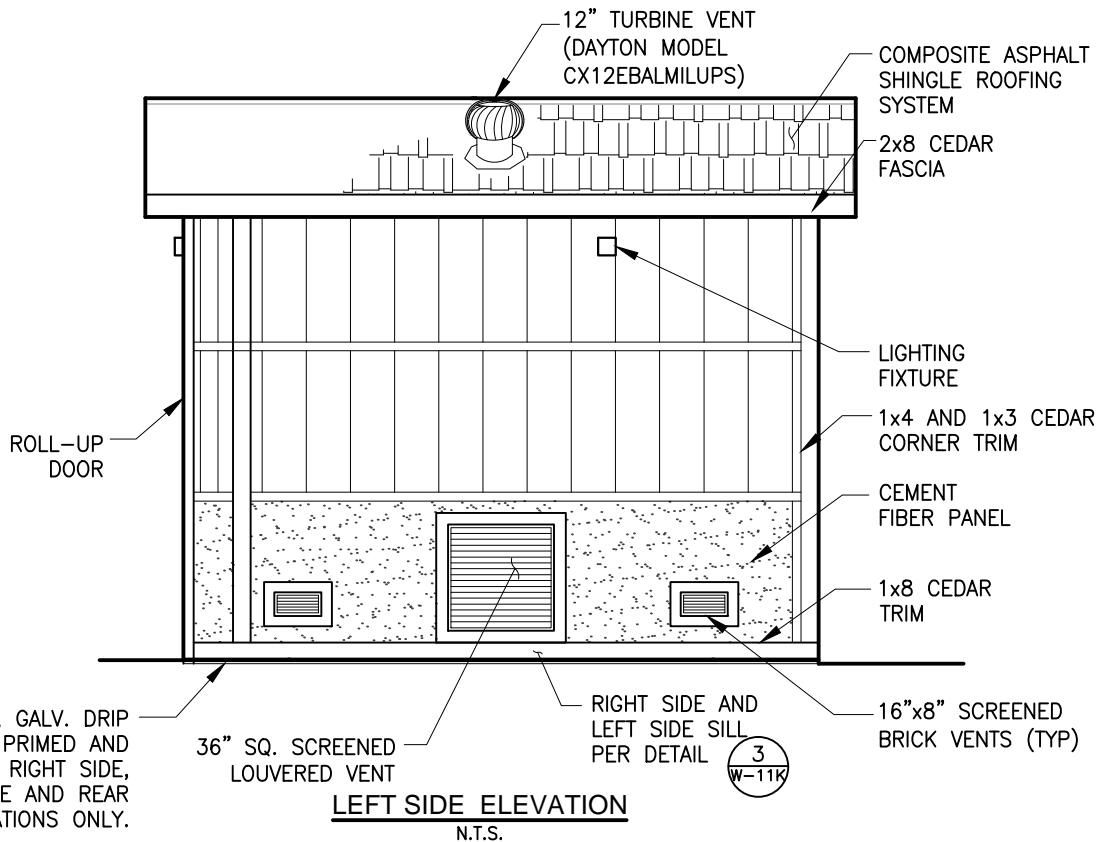 12" TURBINE VENT
(DAYTON MODEL
CX12EBALMILUPS)
COMPOSITE ASPHALT
SHINGLE ROOFING
SYSTEM
2x8 CEDAR
FASCIA
LIGHTING
FIXTURE
1x4 AND 1x3 CEDAR
CORNER TRIM
ROLL-UP
DOOR
CEMENT
FIBER PANEL
1x8 CEDAR
TRIM
GALV. DRIP
PRIMED AND
RIGHT SIDE,
AND REAR
ONLY.
36" SQ. SCREENED
LOUVERED VENT
RIGHT SIDE AND
LEFT SIDE SILL
PER DETAIL
3
W-11K
16"x8" SCREENED
BRICK VENTS (TYP)
LEFT SIDE ELEVATION
N.T.S.